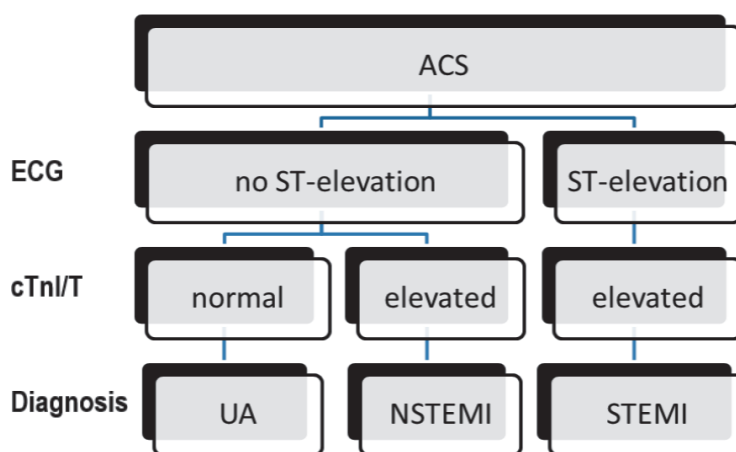 ACS
ECG no ST-elevation ST-elevation
cTnI/T normal elevated elevated
Diagnosis UA NSTEMI STEMI